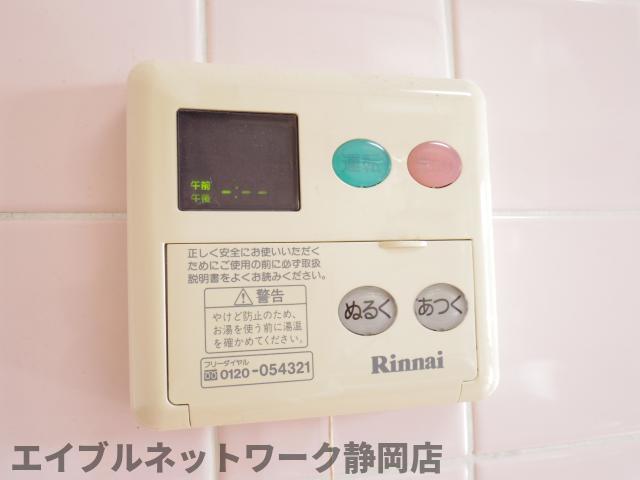 午前
午後
-:--
運転
正しく安全にお使いいただく
ためにご使用の前に必ず取扱
説明書をよくお読みください。
警告
やけど防止のため、
お湯を使う前に湯温
を確かめてください。
フリーダイヤル
0120-054321
ぬるく
あつく
Rinnai
エイブルネットワーク静岡店